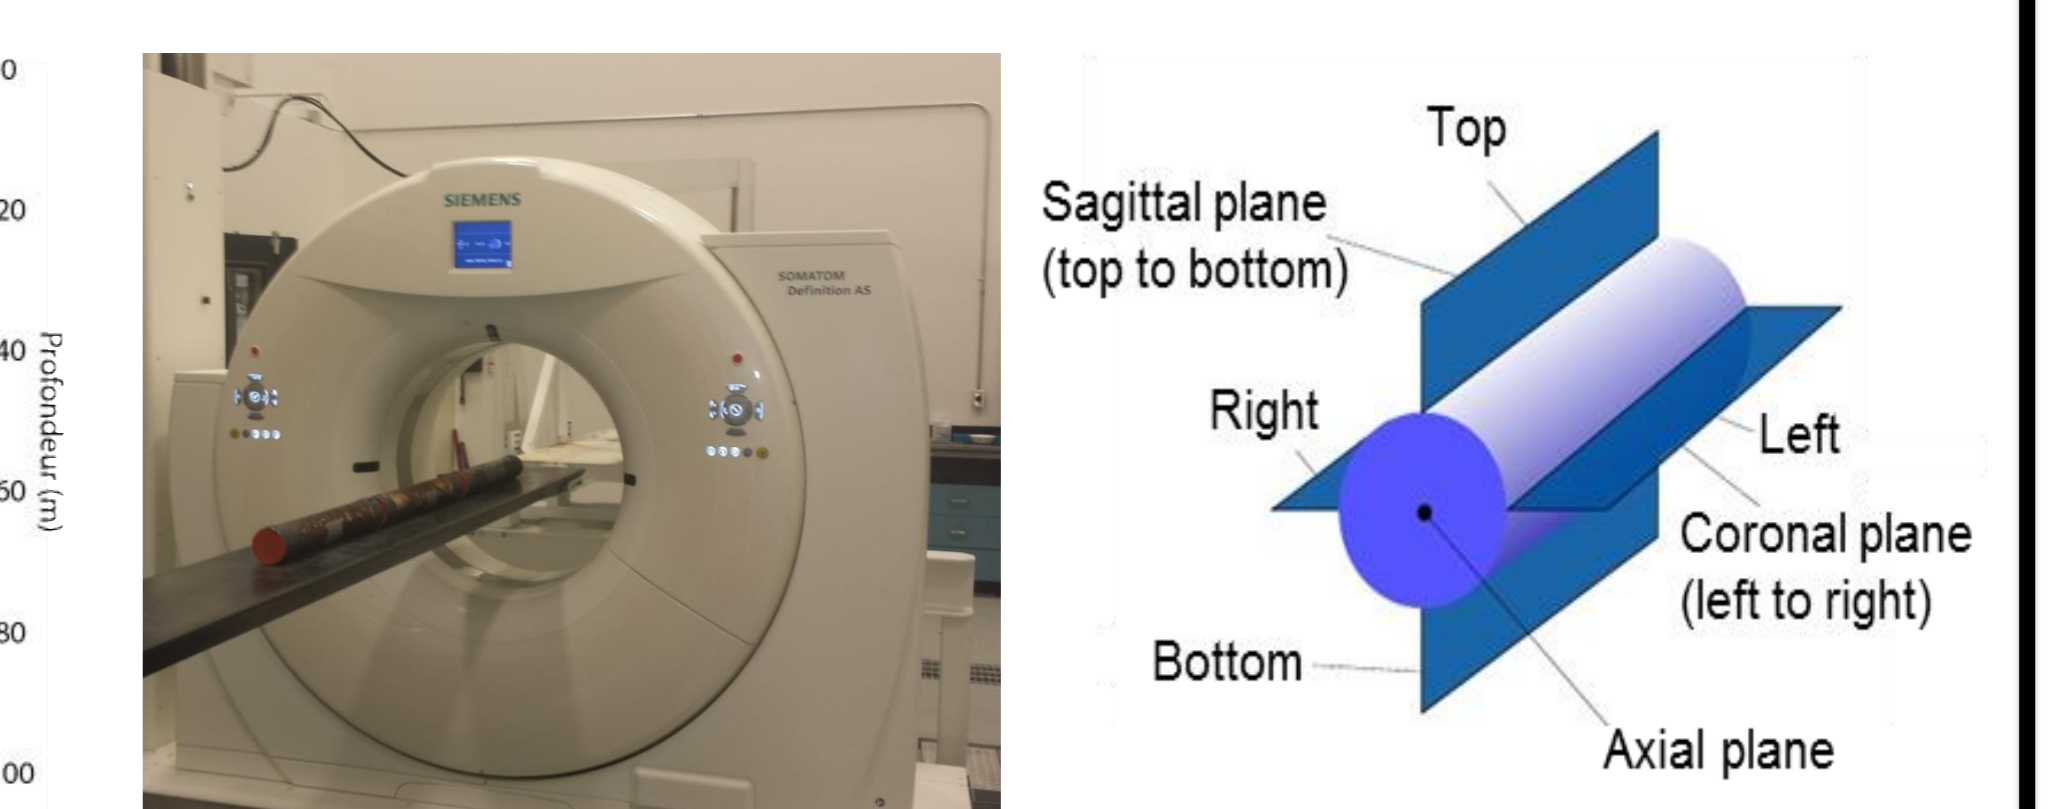 0
20
40
60
80
00
Profondeur (m)
SIEMENS
SOMATOM
Definition AS
Top
Sagittal plane
(top to bottom)
Right
Left
Coronal plane
(left to right)
Bottom
Axial plane